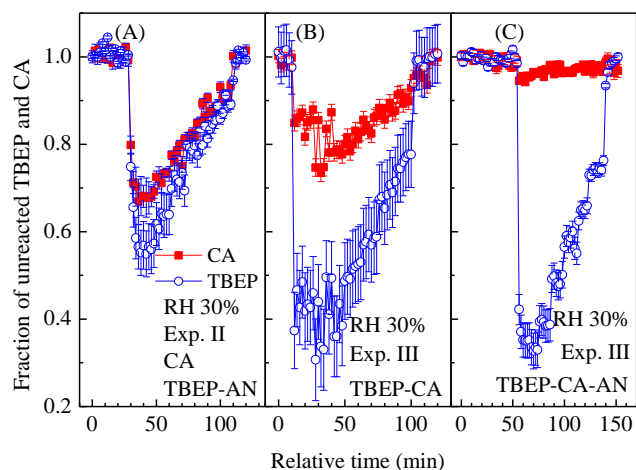 Fraction of unreacted TBEP and CA
1.0
0.8
0.6
0.4
0.2
(A)
CA
TBEP
RH 30%
Exp. II
CA
TBEP-AN
0 50 100
(B)
RH 30%
Exp. III
TBEP-CA
0 50 100
(C)
RH 30%
Exp. III
TBEP-CA-AN
0 50 100 150
Relative time (min)